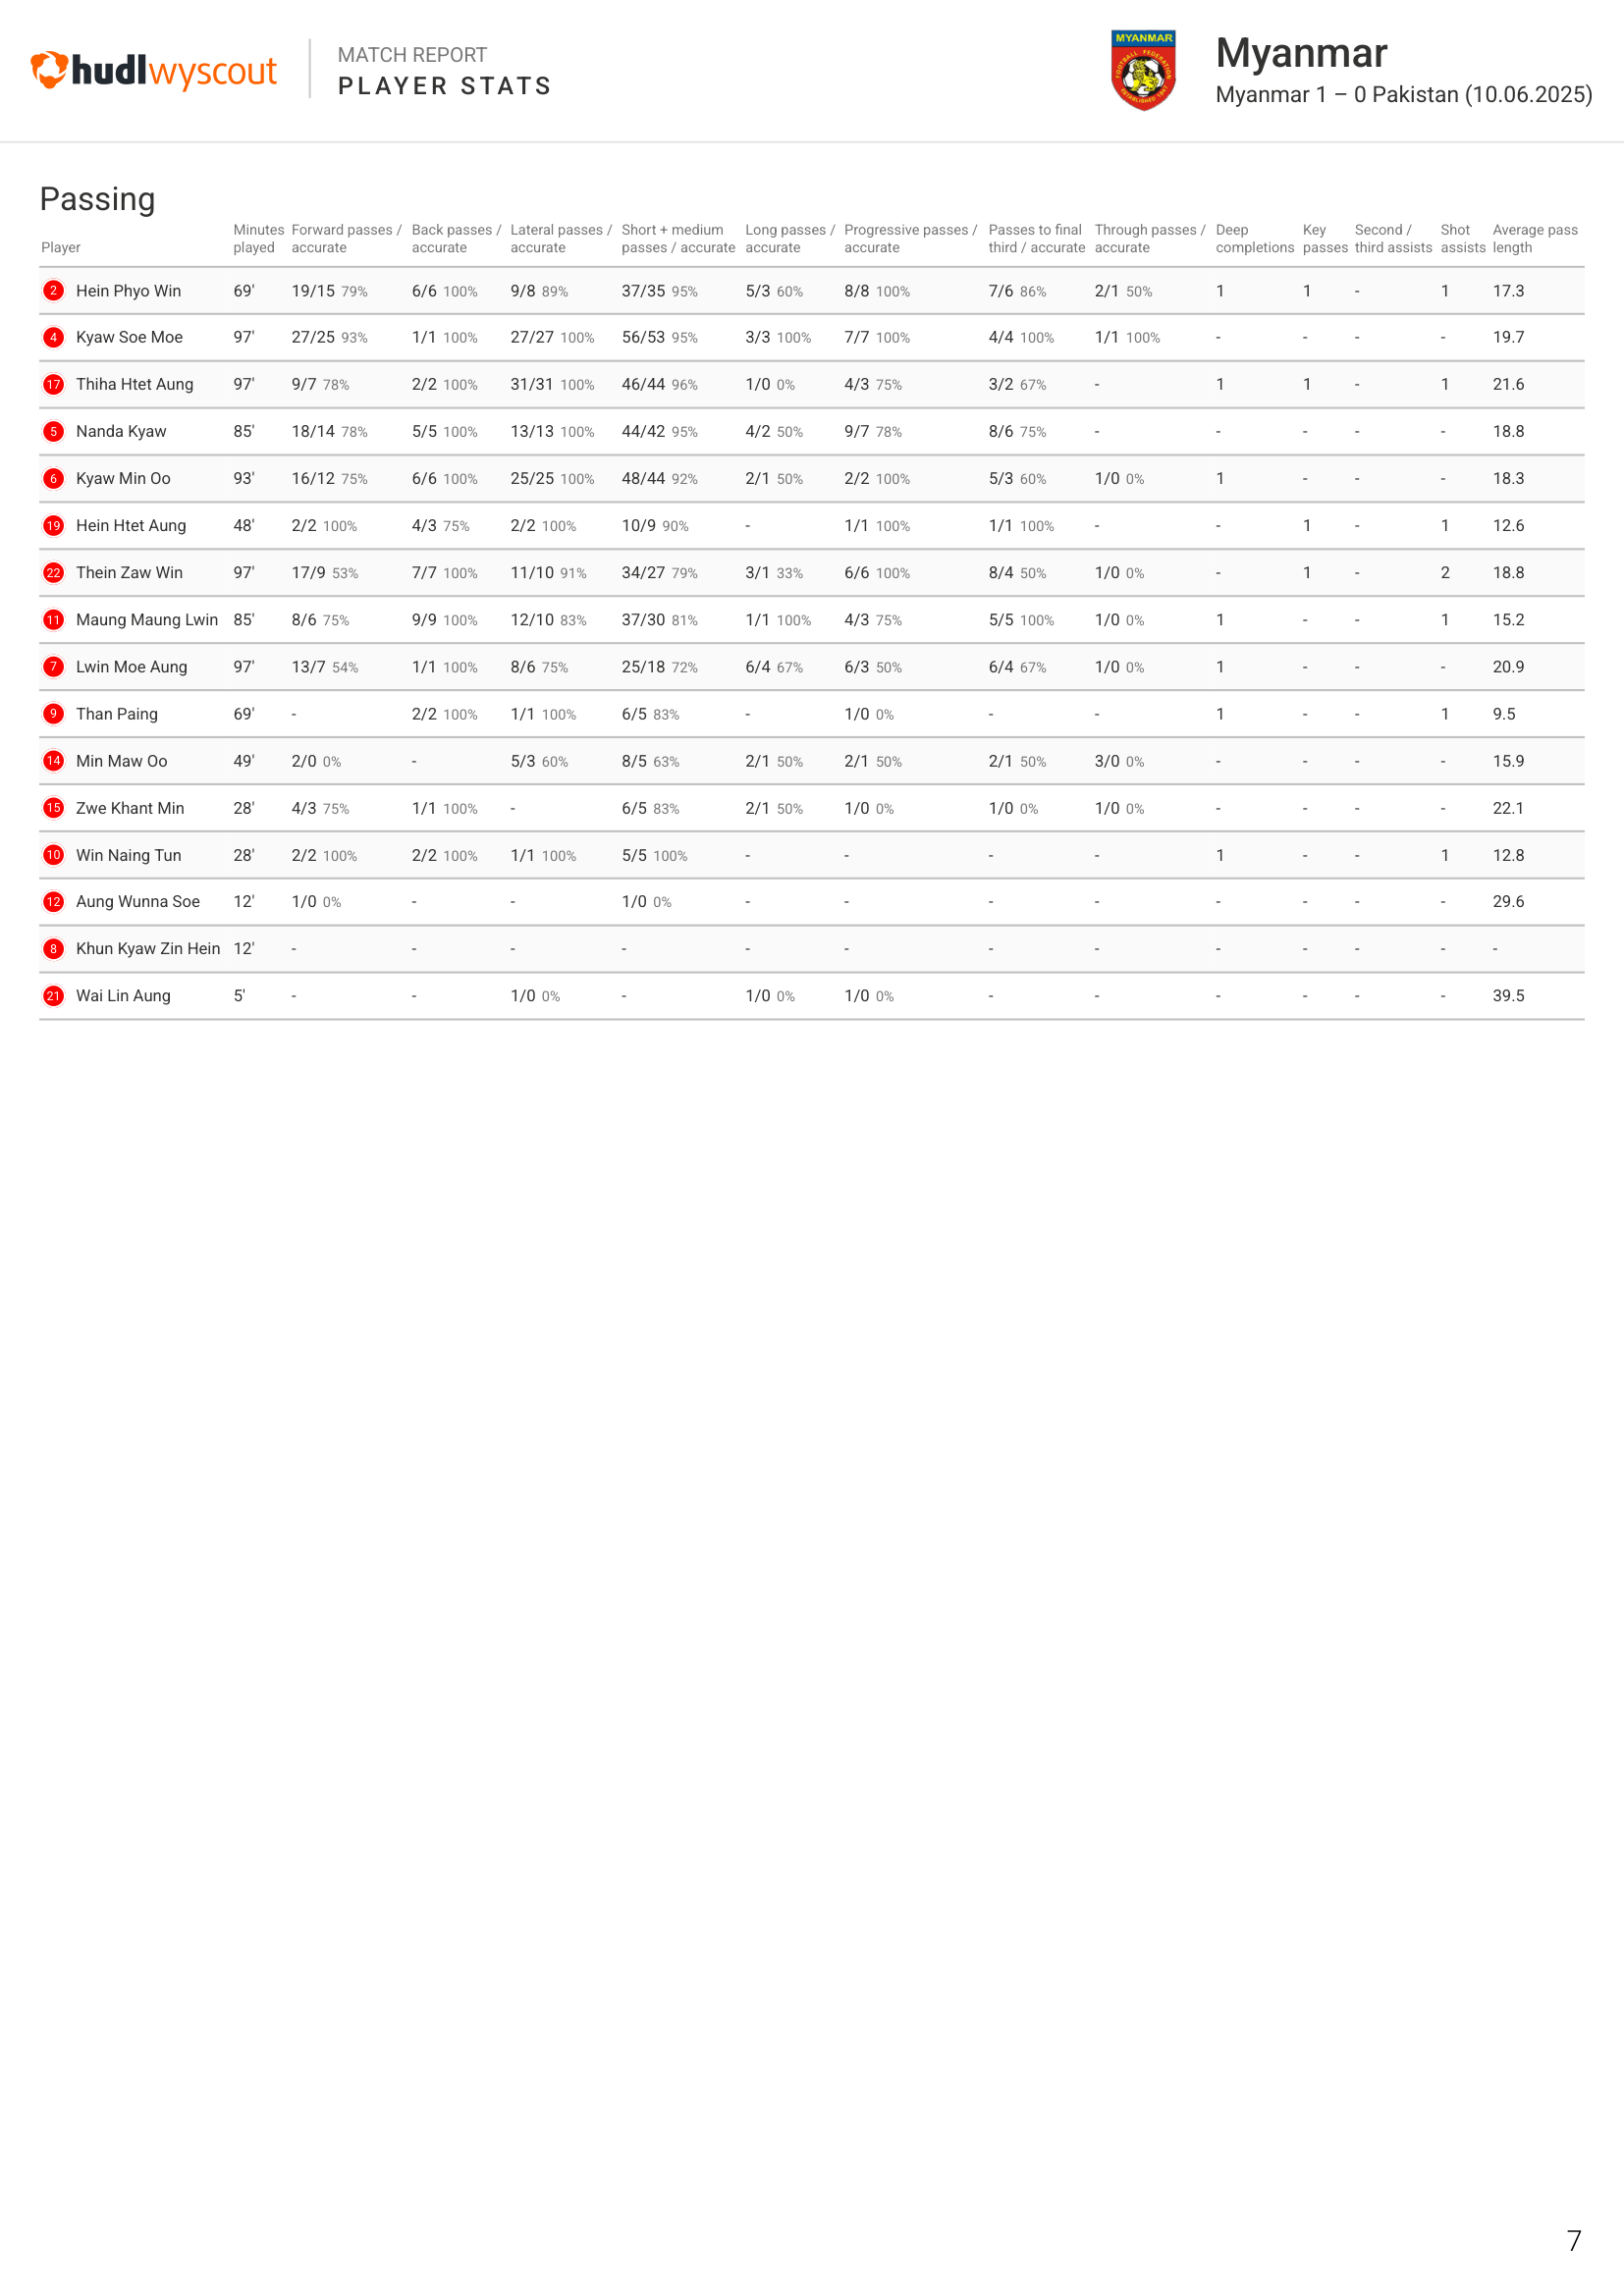 hudl wyscout
MATCH REPORT
PLAYER STATS
MYANMAR
FOOTBALL FEDERATION
ESTABLISHED 1947
Myanmar
Myanmar 1 – 0 Pakistan (10.06.2025)
Passing
Player Minutes played Forward passes / accurate Back passes / accurate Lateral passes / accurate Short + medium passes / accurate Long passes / accurate Progressive passes / accurate Passes to final third / accurate Through passes / accurate Deep completions Key passes Second / third assists Shot assists Average pass length
2 Hein Phyo Win 69' 19/15 79% 6/6 100% 9/8 89% 37/35 95% 5/3 60% 8/8 100% 7/6 86% 2/1 50% 1 1 - 1 17.3
4 Kyaw Soe Moe 97' 27/25 93% 1/1 100% 27/27 100% 56/53 95% 3/3 100% 7/7 100% 4/4 100% 1/1 100% - - - - 19.7
17 Thiha Htet Aung 97' 9/7 78% 2/2 100% 31/31 100% 46/44 96% 1/0 0% 4/3 75% 3/2 67% - 1 1 - 1 21.6
5 Nanda Kyaw 85' 18/14 78% 5/5 100% 13/13 100% 44/42 95% 4/2 50% 9/7 78% 8/6 75% - - - - - 18.8
6 Kyaw Min Oo 93' 16/12 75% 6/6 100% 25/25 100% 48/44 92% 2/1 50% 2/2 100% 5/3 60% 1/0 0% 1 - - - 18.3
19 Hein Htet Aung 48' 2/2 100% 4/3 75% 2/2 100% 10/9 90% - 1/1 100% 1/1 100% - - 1 - 1 12.6
22 Thein Zaw Win 97' 17/9 53% 7/7 100% 11/10 91% 34/27 79% 3/1 33% 6/6 100% 8/4 50% 1/0 0% - 1 - 2 18.8
11 Maung Maung Lwin 85' 8/6 75% 9/9 100% 12/10 83% 37/30 81% 1/1 100% 4/3 75% 5/5 100% 1/0 0% 1 - - 1 15.2
7 Lwin Moe Aung 97' 13/7 54% 1/1 100% 8/6 75% 25/18 72% 6/4 67% 6/3 50% 6/4 67% 1/0 0% 1 - - - 20.9
9 Than Paing 69' - 2/2 100% 1/1 100% 6/5 83% - 1/0 0% - - 1 - - 1 9.5
14 Min Maw Oo 49' 2/0 0% - 5/3 60% 8/5 63% 2/1 50% 2/1 50% 2/1 50% 3/0 0% - - - - 15.9
15 Zwe Khant Min 28' 4/3 75% 1/1 100% - 6/5 83% 2/1 50% 1/0 0% 1/0 0% 1/0 0% - - - - 22.1
10 Win Naing Tun 28' 2/2 100% 2/2 100% 1/1 100% 5/5 100% - - - - 1 - - 1 12.8
12 Aung Wunna Soe 12' 1/0 0% - - 1/0 0% - - - - - - - - 29.6
8 Khun Kyaw Zin Hein 12' - - - - - - - - - - - - -
21 Wai Lin Aung 5' - - 1/0 0% - 1/0 0% 1/0 0% - - - - - - 39.5
7